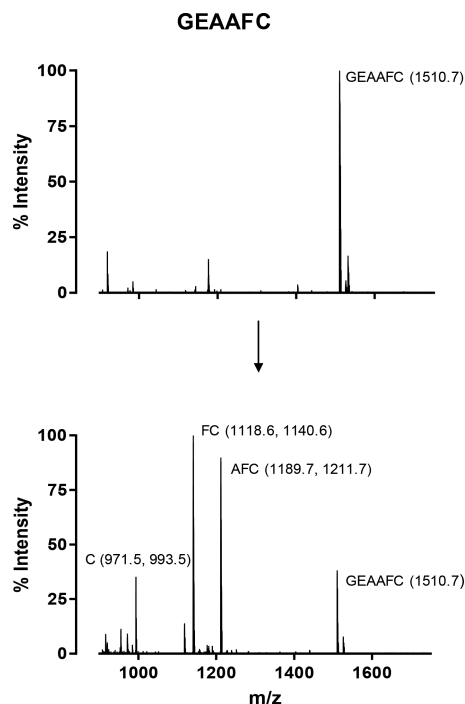 GEAAFC
100
GEAAFC (1510.7)
75
% Intensity
50
25
0
100
FC (1118.6, 1140.6)
AFC (1189.7, 1211.7)
75
% Intensity
50
C (971.5, 993.5)
GEAAFC (1510.7)
25
0
1000 1200 1400 1600
m/z